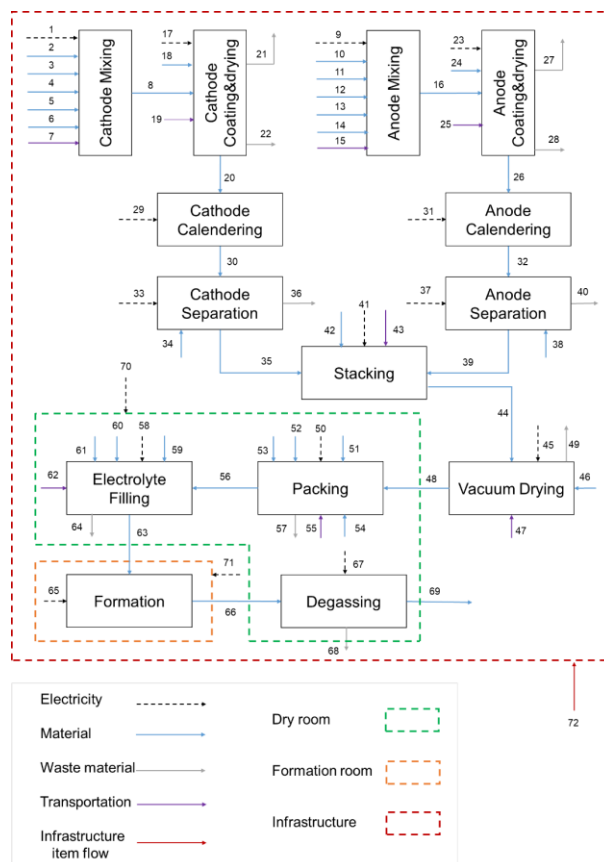 1
2
3
4
5
6
7
Cathode Mixing
8
17
18
19
Cathode
Coating&drying
21
22
9
10
11
12
13
14
15
Anode Mixing
16
23
24
25
Anode
Coating&drying
27
28
20
26
29
Cathode
Calendering
31
Anode
Calendering
30
32
33
Cathode
Separation
36
37
Anode
Separation
40
34
35
41
42
43
39
38
Stacking
70
44
61
60
58
59
53
52
50
51
45
49
62
Electrolyte
Filling
56
Packing
48
Vacuum Drying
46
64
63
57
55
54
47
65
Formation
71
66
67
Degassing
69
68
72
Electricity
Material
Waste material
Transportation
Infrastructure
item flow
Dry room
Formation room
Infrastructure